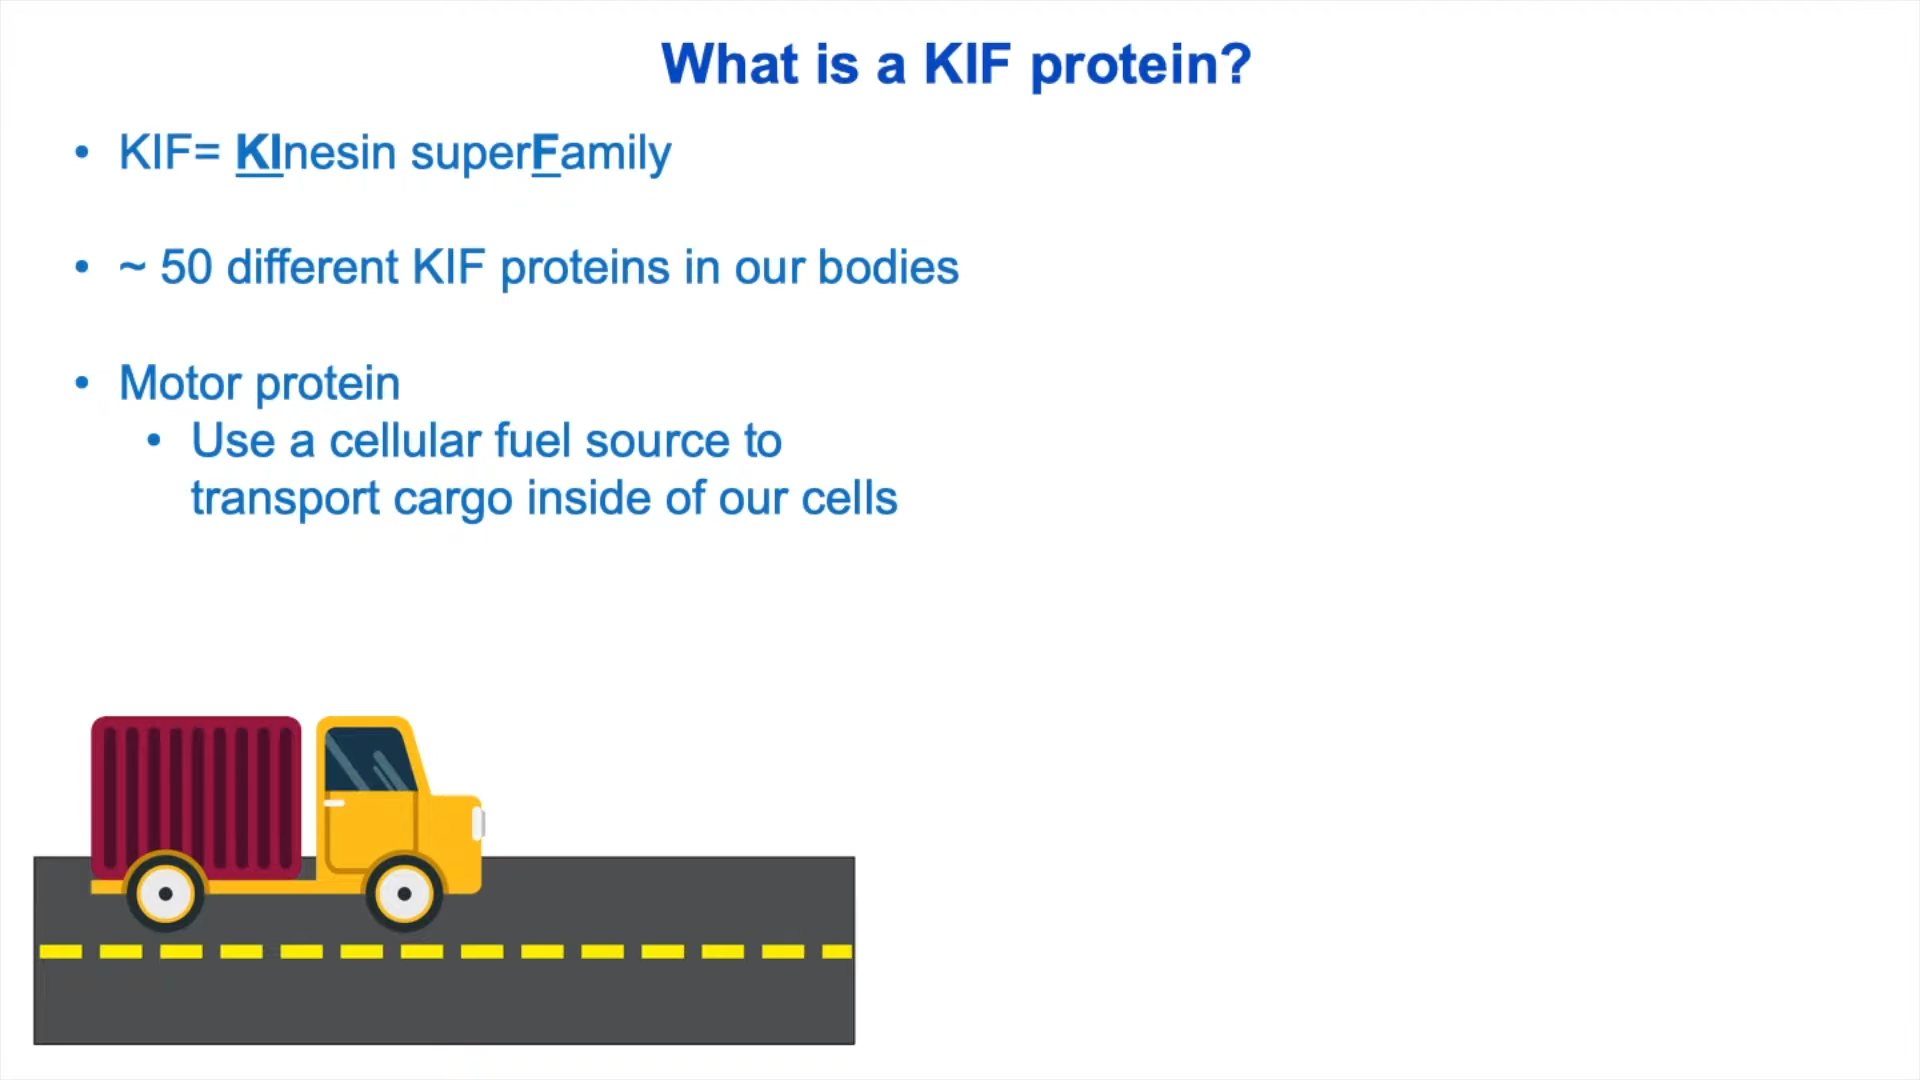 What is a KIF protein?
• KIF= KInesin superFamily
• ~ 50 different KIF proteins in our bodies
• Motor protein
• Use a cellular fuel source to
transport cargo inside of our cells